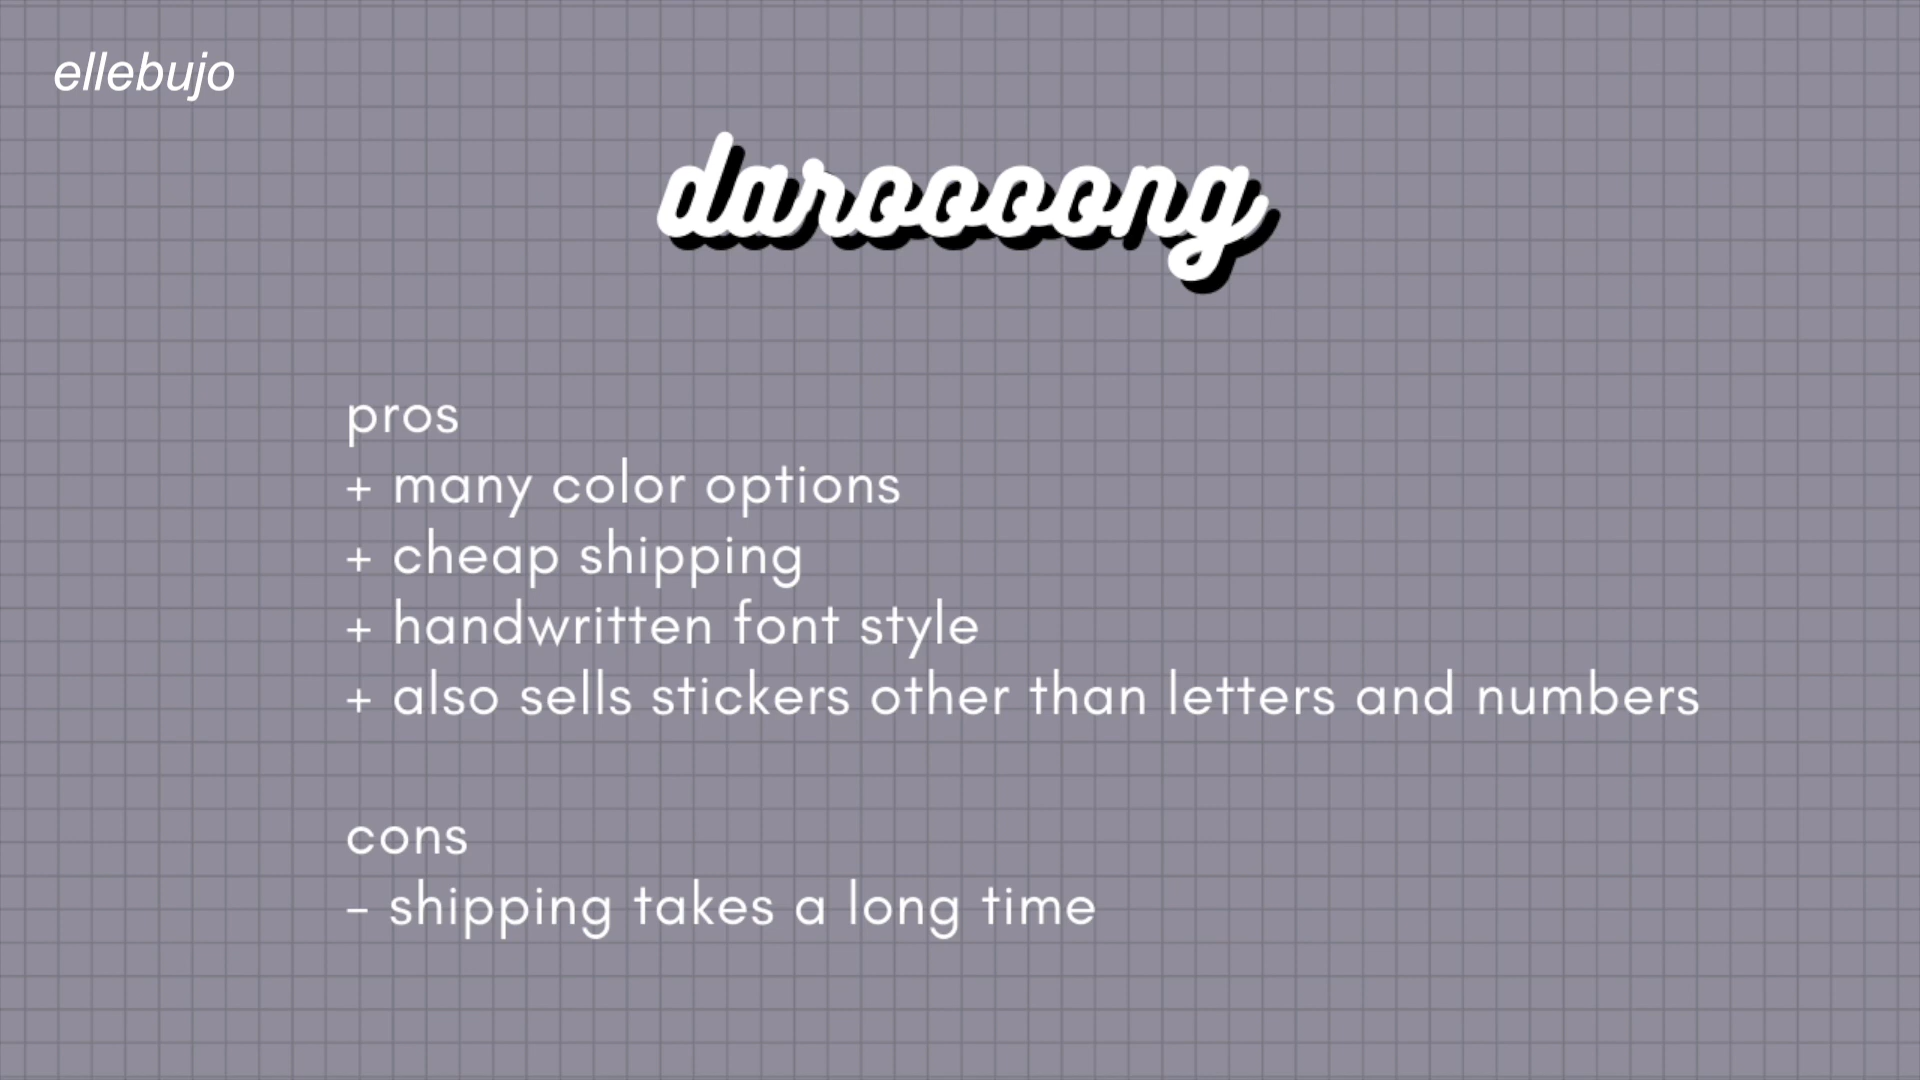 ellebujo
daroooong
pros
+ many color options
+ cheap shipping
+ handwritten font style
+ also sells stickers other than letters and numbers
cons
- shipping takes a long time